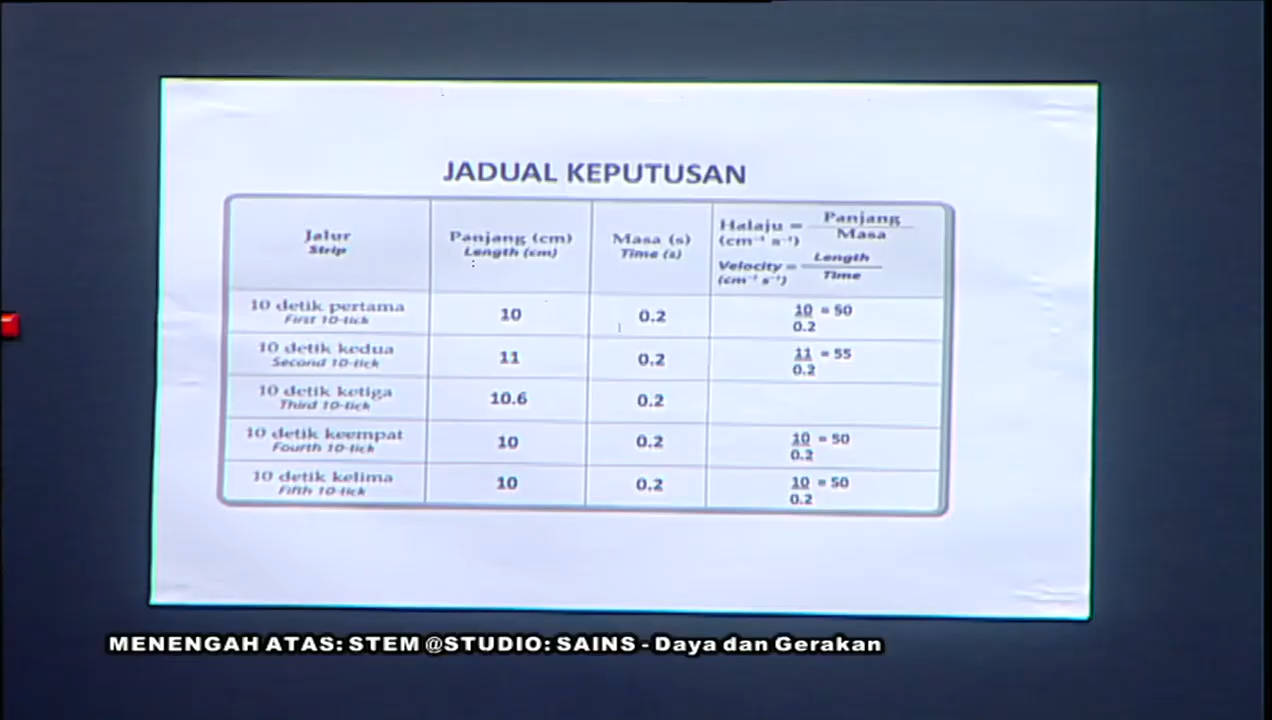 JADUAL KEPUTUSAN
Jalur
Strip
Panjang (cm)
Length (cm)
Masa (s)
Time (s)
Halaju = Panjang
(cm⁻¹ s⁻¹) Masa
Velocity = Length
(cm⁻¹ s⁻¹) Time
10 detik pertama
First 10-tick
10
0.2
10 = 50
0.2
10 detik kedua
Second 10-tick
11
0.2
11 = 55
0.2
10 detik ketiga
Third 10-tick
10.6
0.2
10 detik keempat
Fourth 10-tick
10
0.2
10 = 50
0.2
10 detik kelima
Fifth 10-tick
10
0.2
10 = 50
0.2
MENENGAH ATAS: STEM @STUDIO: SAINS - Daya dan Gerakan